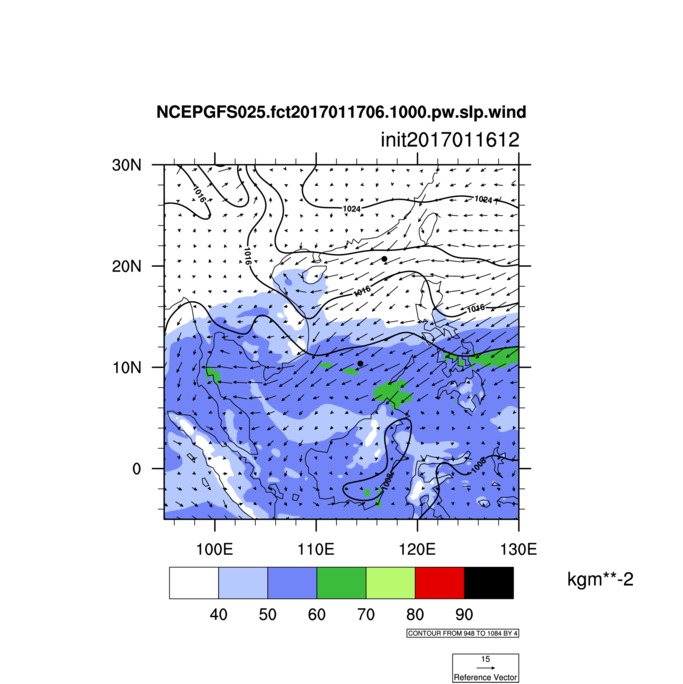 NCEPGFS025.fct2017011706.1000.pw.slp.wind
init2017011612
30N
1016
1024
1024
1016
20N
1016
1016
10N
1008
1008
0
100E 110E 120E 130E
kgm**-2
40 50 60 70 80 90
CONTOUR FROM 948 TO 1084 BY 4
15
Reference Vector